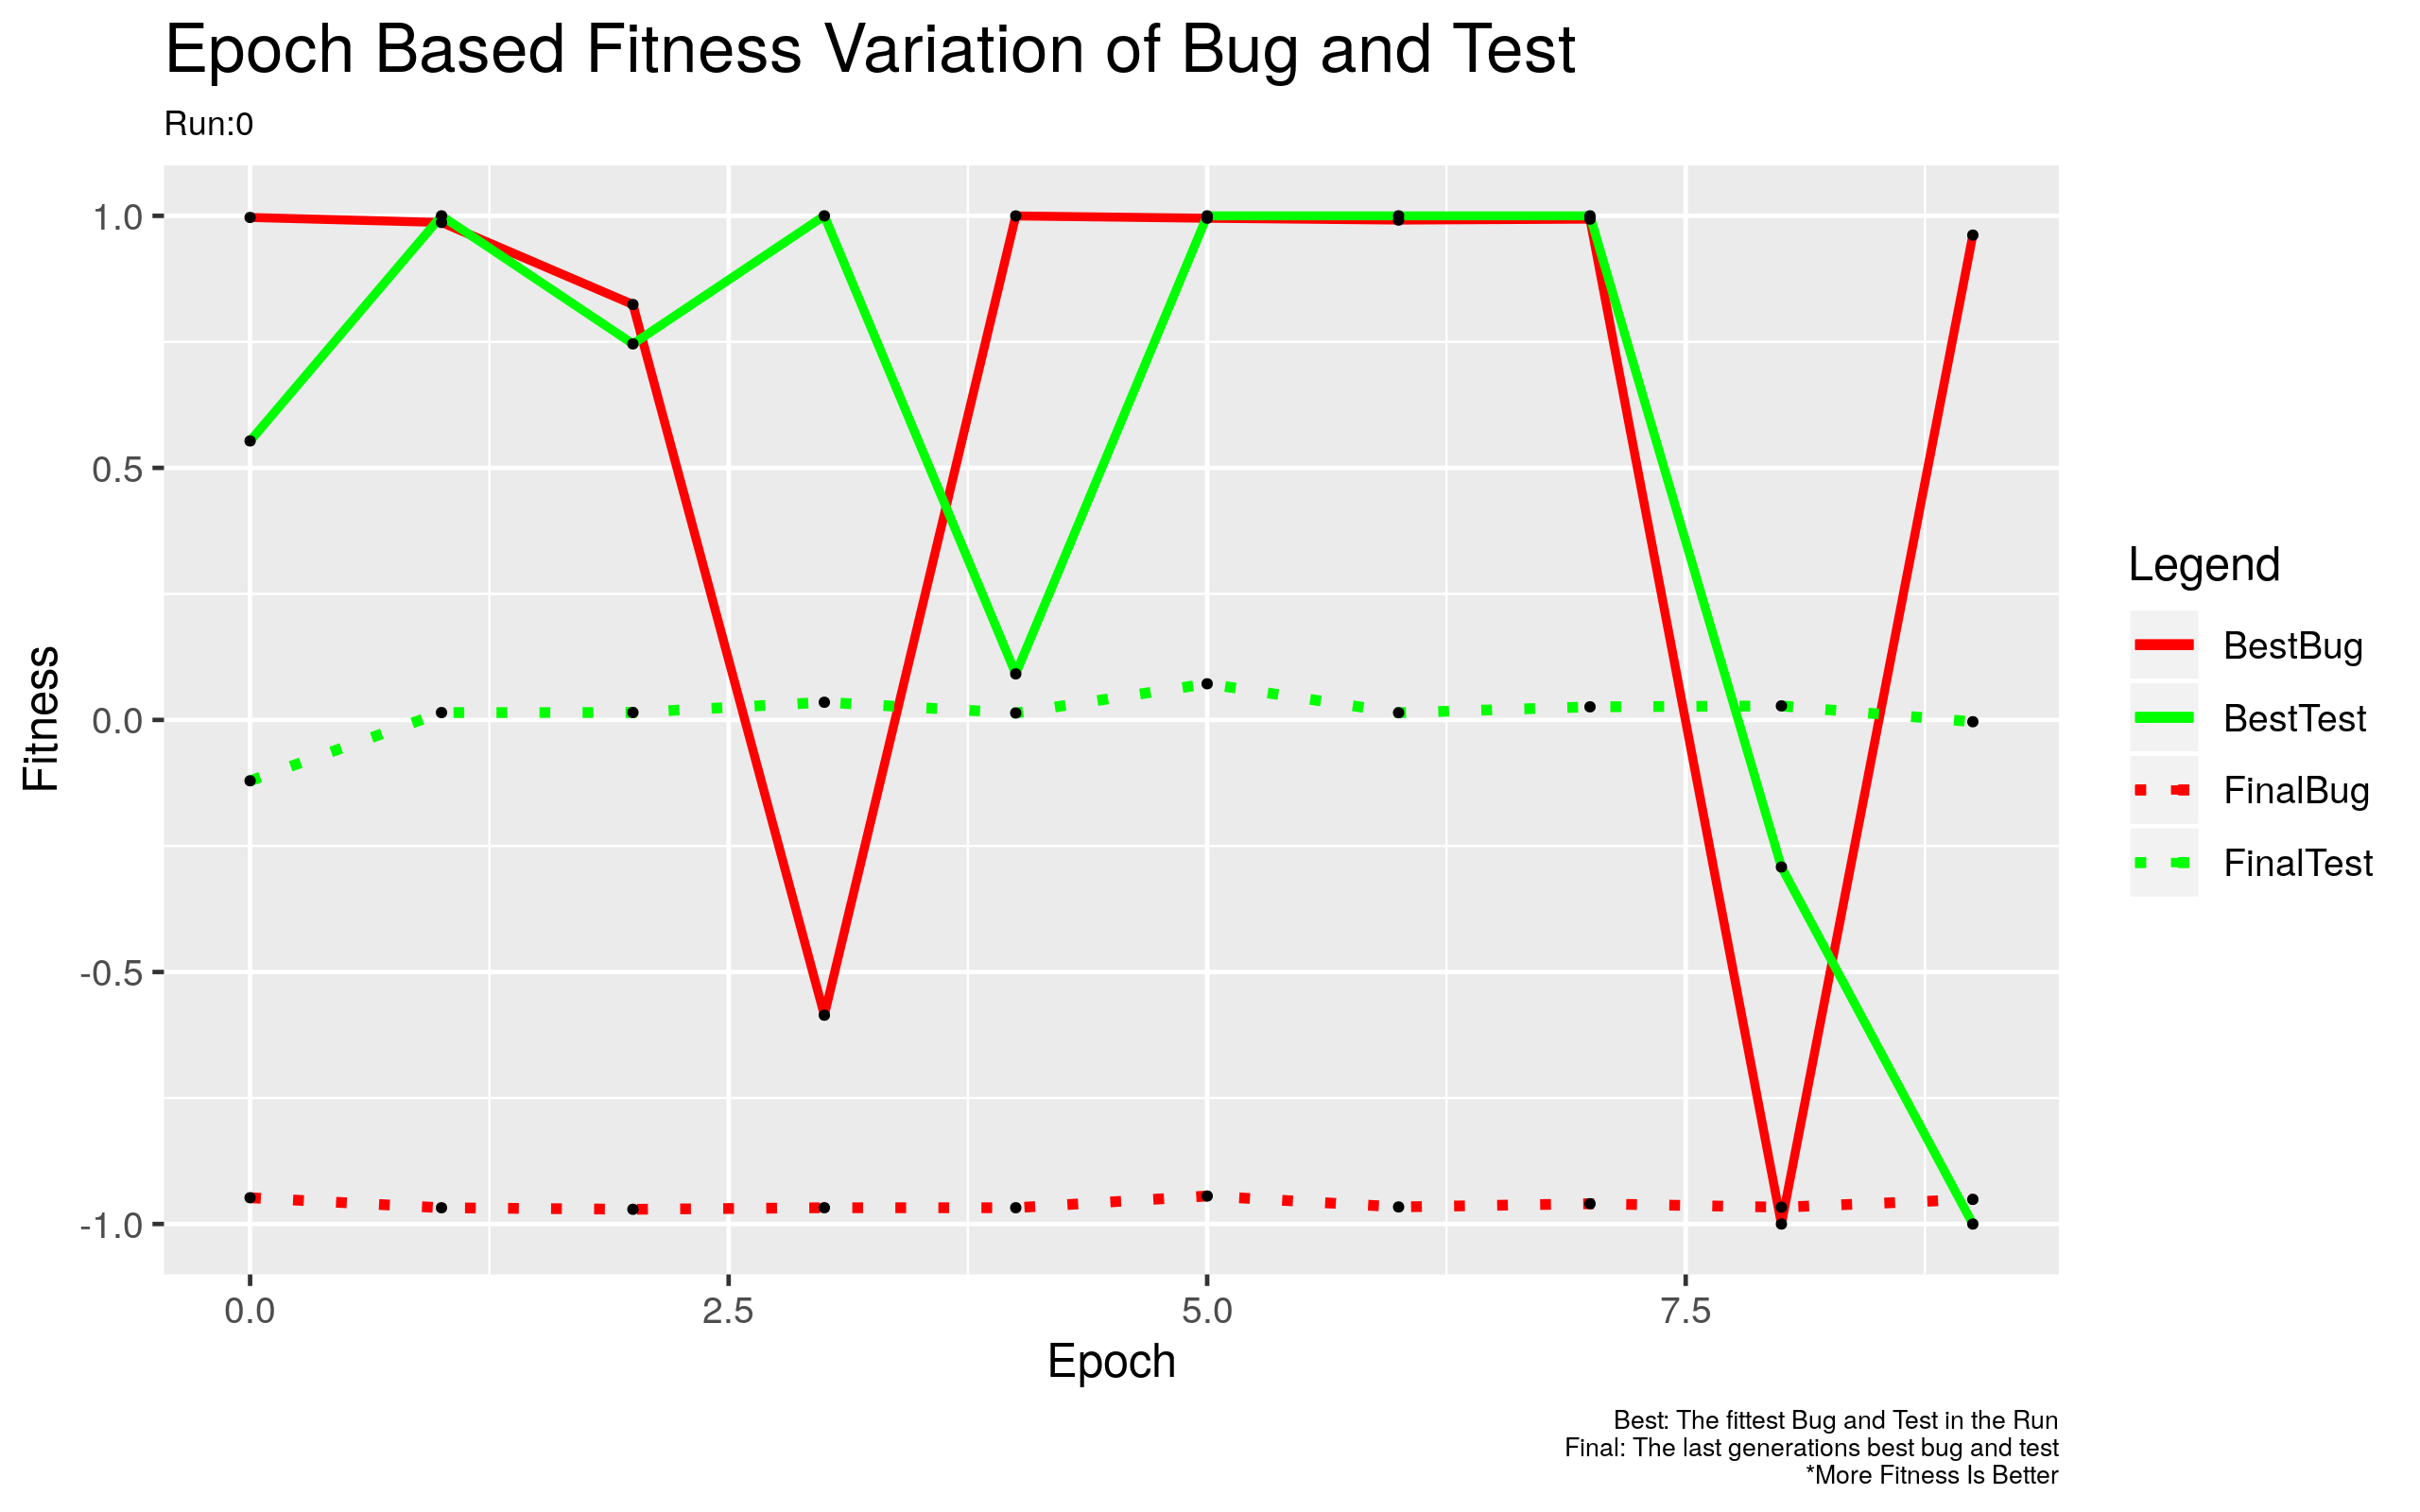 Epoch Based Fitness Variation of Bug and Test
Run:0
1.0
0.5
0.0
-0.5
-1.0
Fitness
0.0 2.5 5.0 7.5
Epoch
Legend
BestBug
BestTest
FinalBug
FinalTest
Best: The fittest Bug and Test in the Run
Final: The last generations best bug and test
*More Fitness Is Better